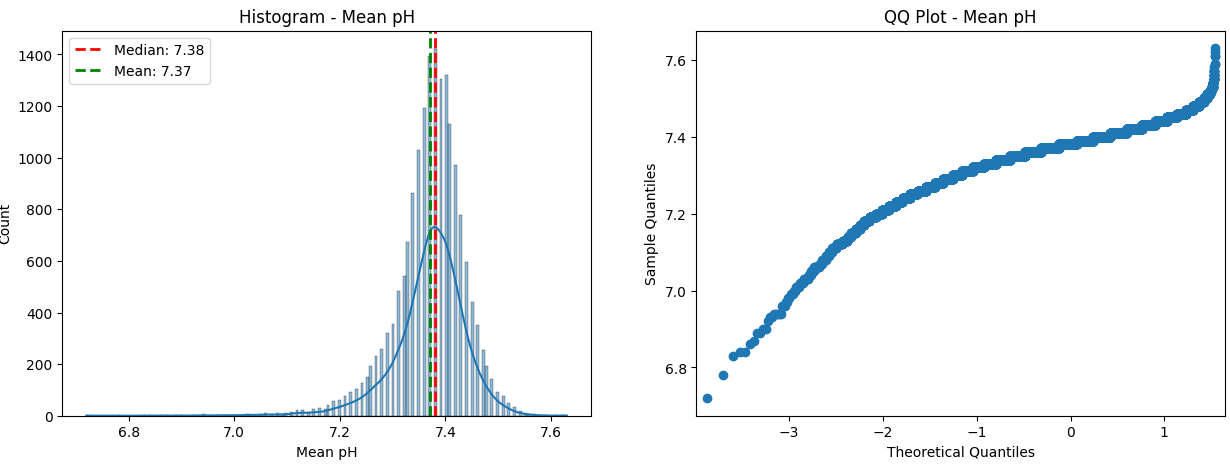 Histogram - Mean pH
Median: 7.38
Mean: 7.37
1400
1200
1000
800
600
400
200
0
Count
6.8 7.0 7.2 7.4 7.6
Mean pH
QQ Plot - Mean pH
7.6
7.4
7.2
7.0
6.8
Sample Quantiles
−3 −2 −1 0 1
Theoretical Quantiles